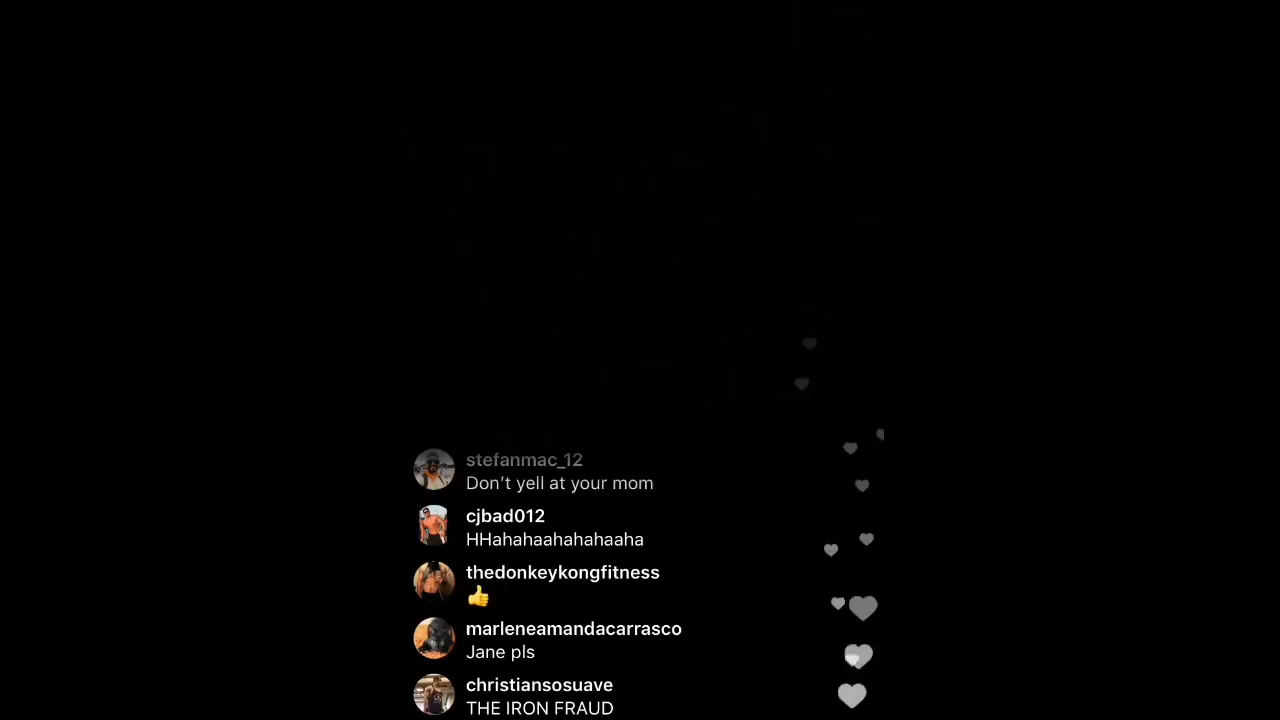 stefanmac_12
Don’t yell at your mom
cjbad012
HHahahaahahahaaha
thedonkeykongfitness
👍
marleneamandacarrasco
Jane pls
christiansosuave
THE IRON FRAUD